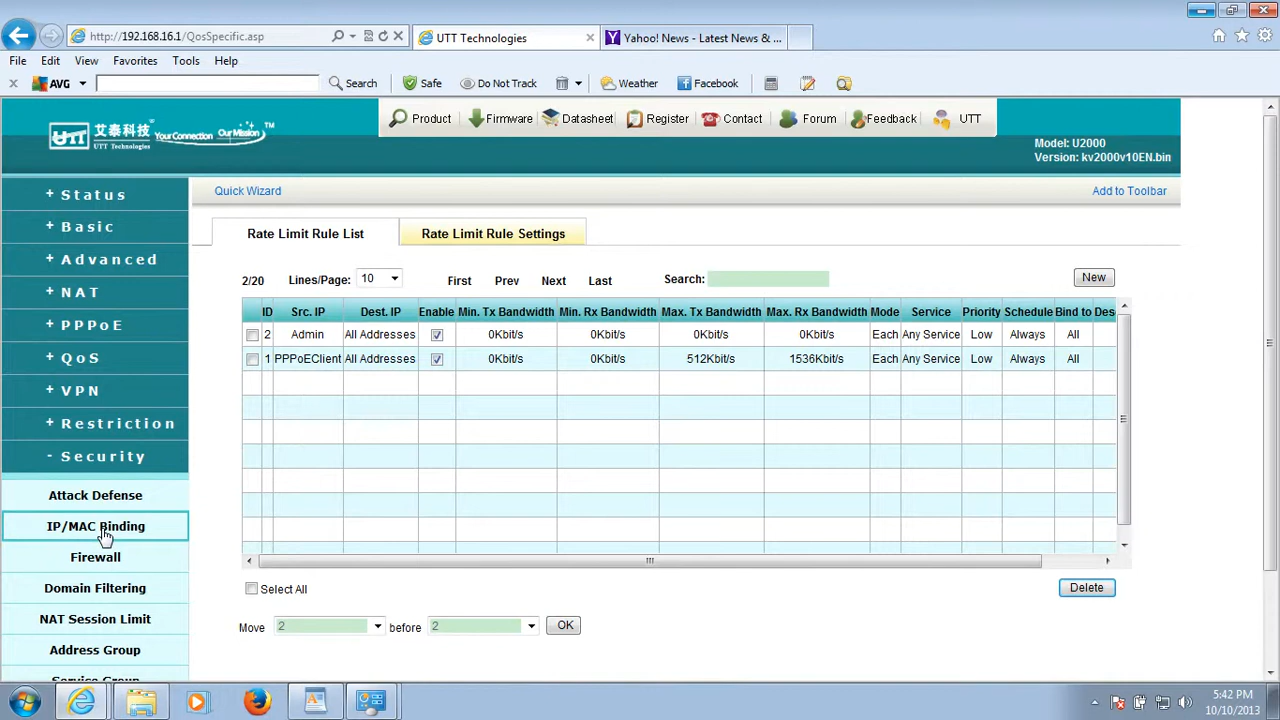 http://192.168.16.1/QosSpecific.asp
UTT Technologies
Yahoo! News - Latest News & ...
File Edit View Favorites Tools Help
AVG Search Safe Do Not Track Weather Facebook
UTT 艾泰科技® Your Connection Our Mission™
UTT Technologies
Product Firmware Datasheet Register Contact Forum Feedback UTT
Model: U2000
Version: kv2000v10EN.bin
Quick Wizard Add to Toolbar
+ Status
+ Basic
+ Advanced
+ NAT
+ PPPoE
+ QoS
+ VPN
+ Restriction
- Security
Attack Defense
IP/MAC Binding
Firewall
Domain Filtering
NAT Session Limit
Address Group
Service Group
Rate Limit Rule List Rate Limit Rule Settings
2/20 Lines/Page: 10 First Prev Next Last Search: New
ID Src. IP Dest. IP Enable Min. Tx Bandwidth Min. Rx Bandwidth Max. Tx Bandwidth Max. Rx Bandwidth Mode Service Priority Schedule Bind to Des
2 Admin All Addresses 0Kbit/s 0Kbit/s 0Kbit/s 0Kbit/s Each Any Service Low Always All
1 PPPoEClient All Addresses 0Kbit/s 0Kbit/s 512Kbit/s 1536Kbit/s Each Any Service Low Always All
Select All Delete
Move 2 before 2 OK
5:42 PM
10/10/2013